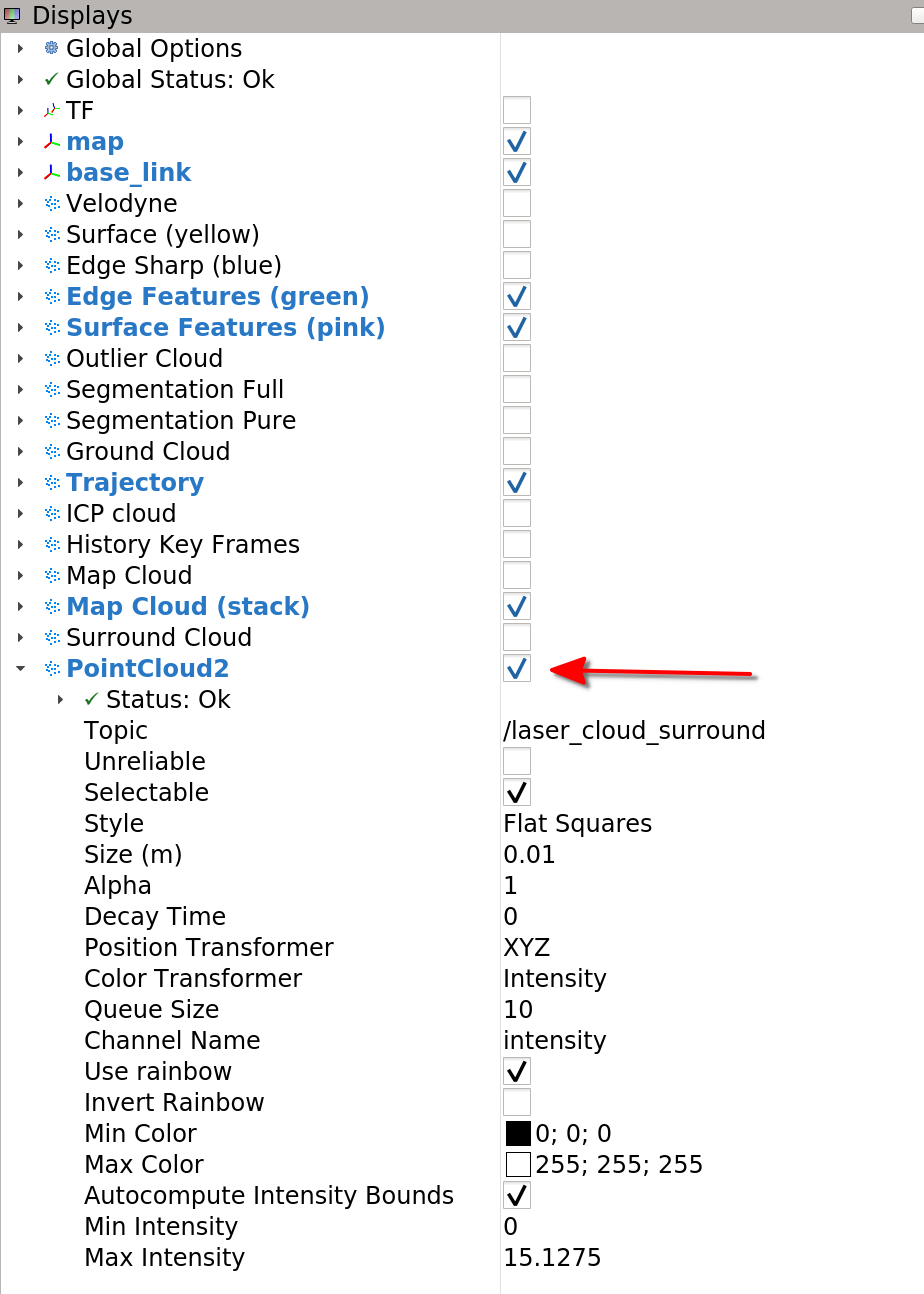 Displays
Global Options
Global Status: Ok
TF
map
base_link
Velodyne
Surface (yellow)
Edge Sharp (blue)
Edge Features (green)
Surface Features (pink)
Outlier Cloud
Segmentation Full
Segmentation Pure
Ground Cloud
Trajectory
ICP cloud
History Key Frames
Map Cloud
Map Cloud (stack)
Surround Cloud
PointCloud2
Status: Ok
Topic /laser_cloud_surround
Unreliable
Selectable
Style Flat Squares
Size (m) 0.01
Alpha 1
Decay Time 0
Position Transformer XYZ
Color Transformer Intensity
Queue Size 10
Channel Name intensity
Use rainbow
Invert Rainbow
Min Color 0; 0; 0
Max Color 255; 255; 255
Autocompute Intensity Bounds
Min Intensity 0
Max Intensity 15.1275